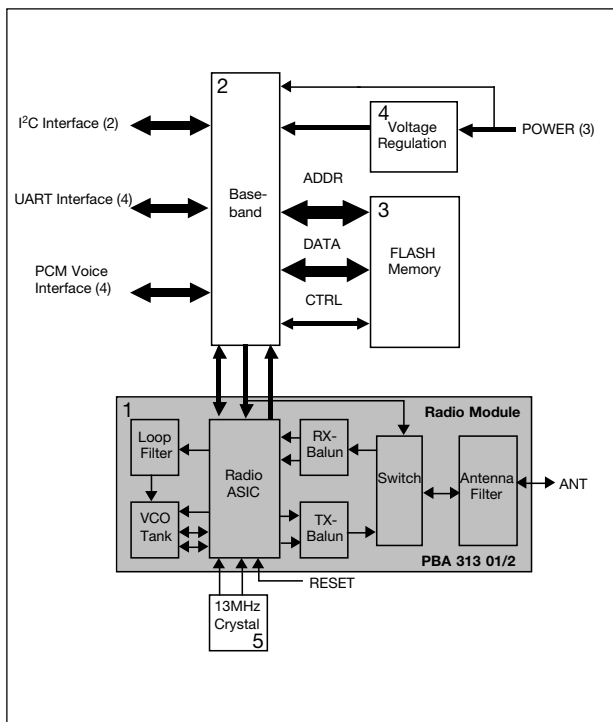 2
I²C Interface (2)
4
Voltage
Regulation
POWER (3)
ADDR
UART Interface (4)
Base-
band
3
FLASH
Memory
DATA
PCM Voice
Interface (4)
CTRL
1
Radio Module
Loop
Filter
Radio
ASIC
RX-
Balun
Switch
Antenna
Filter
ANT
VCO
Tank
TX-
Balun
PBA 313 01/2
RESET
13MHz
Crystal
5